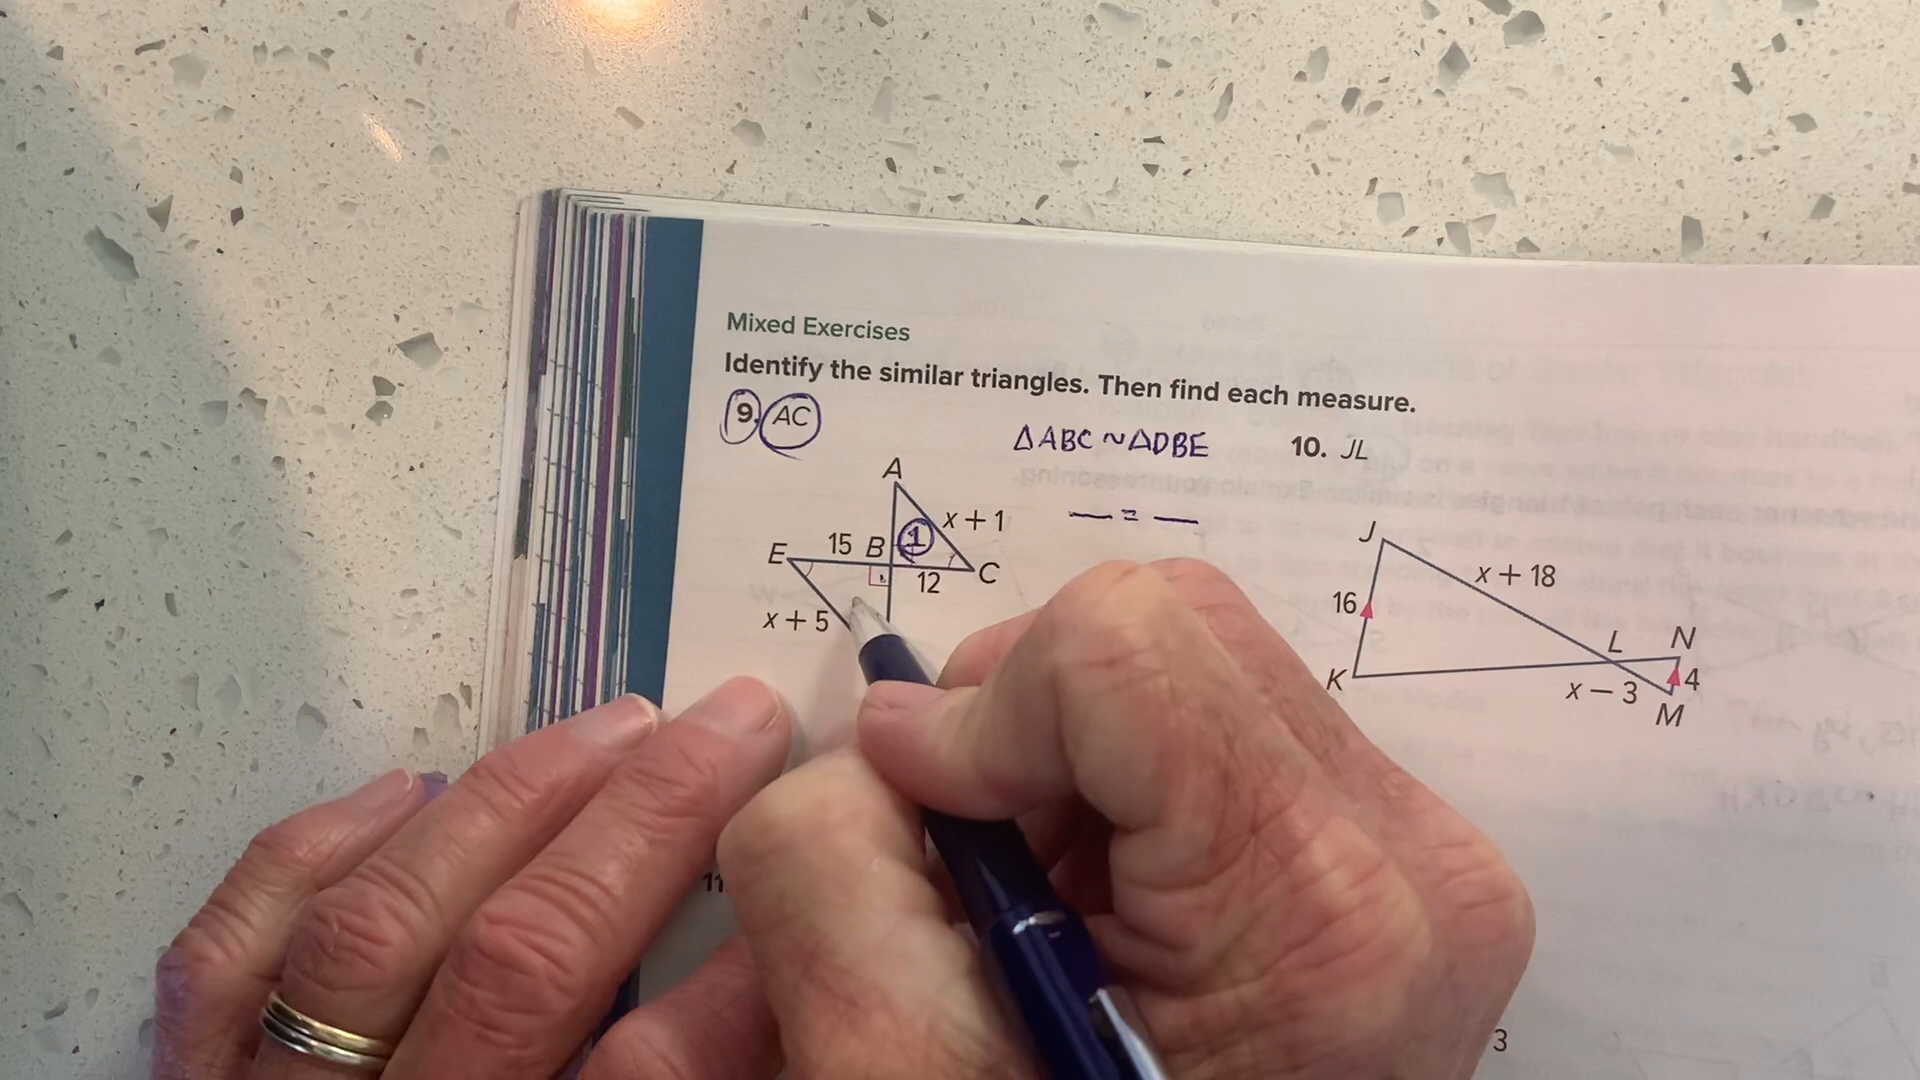 Mixed Exercises
Identify the similar triangles. Then find each measure.
9. AC
△ABC ~ △DBE
10. JL
A
x + 1
1
15 B
E
C
12
x + 5
=
J
x + 18
16
L
N
K
x − 3
4
M
11
3